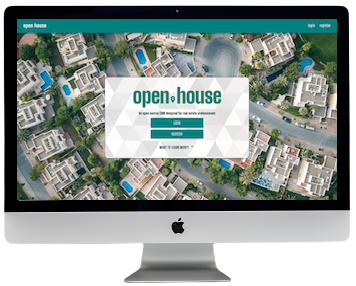 open house
login register
open house
An open source CRM designed for real estate professionals
LOGIN
REGISTER
WANT TO LEARN MORE?